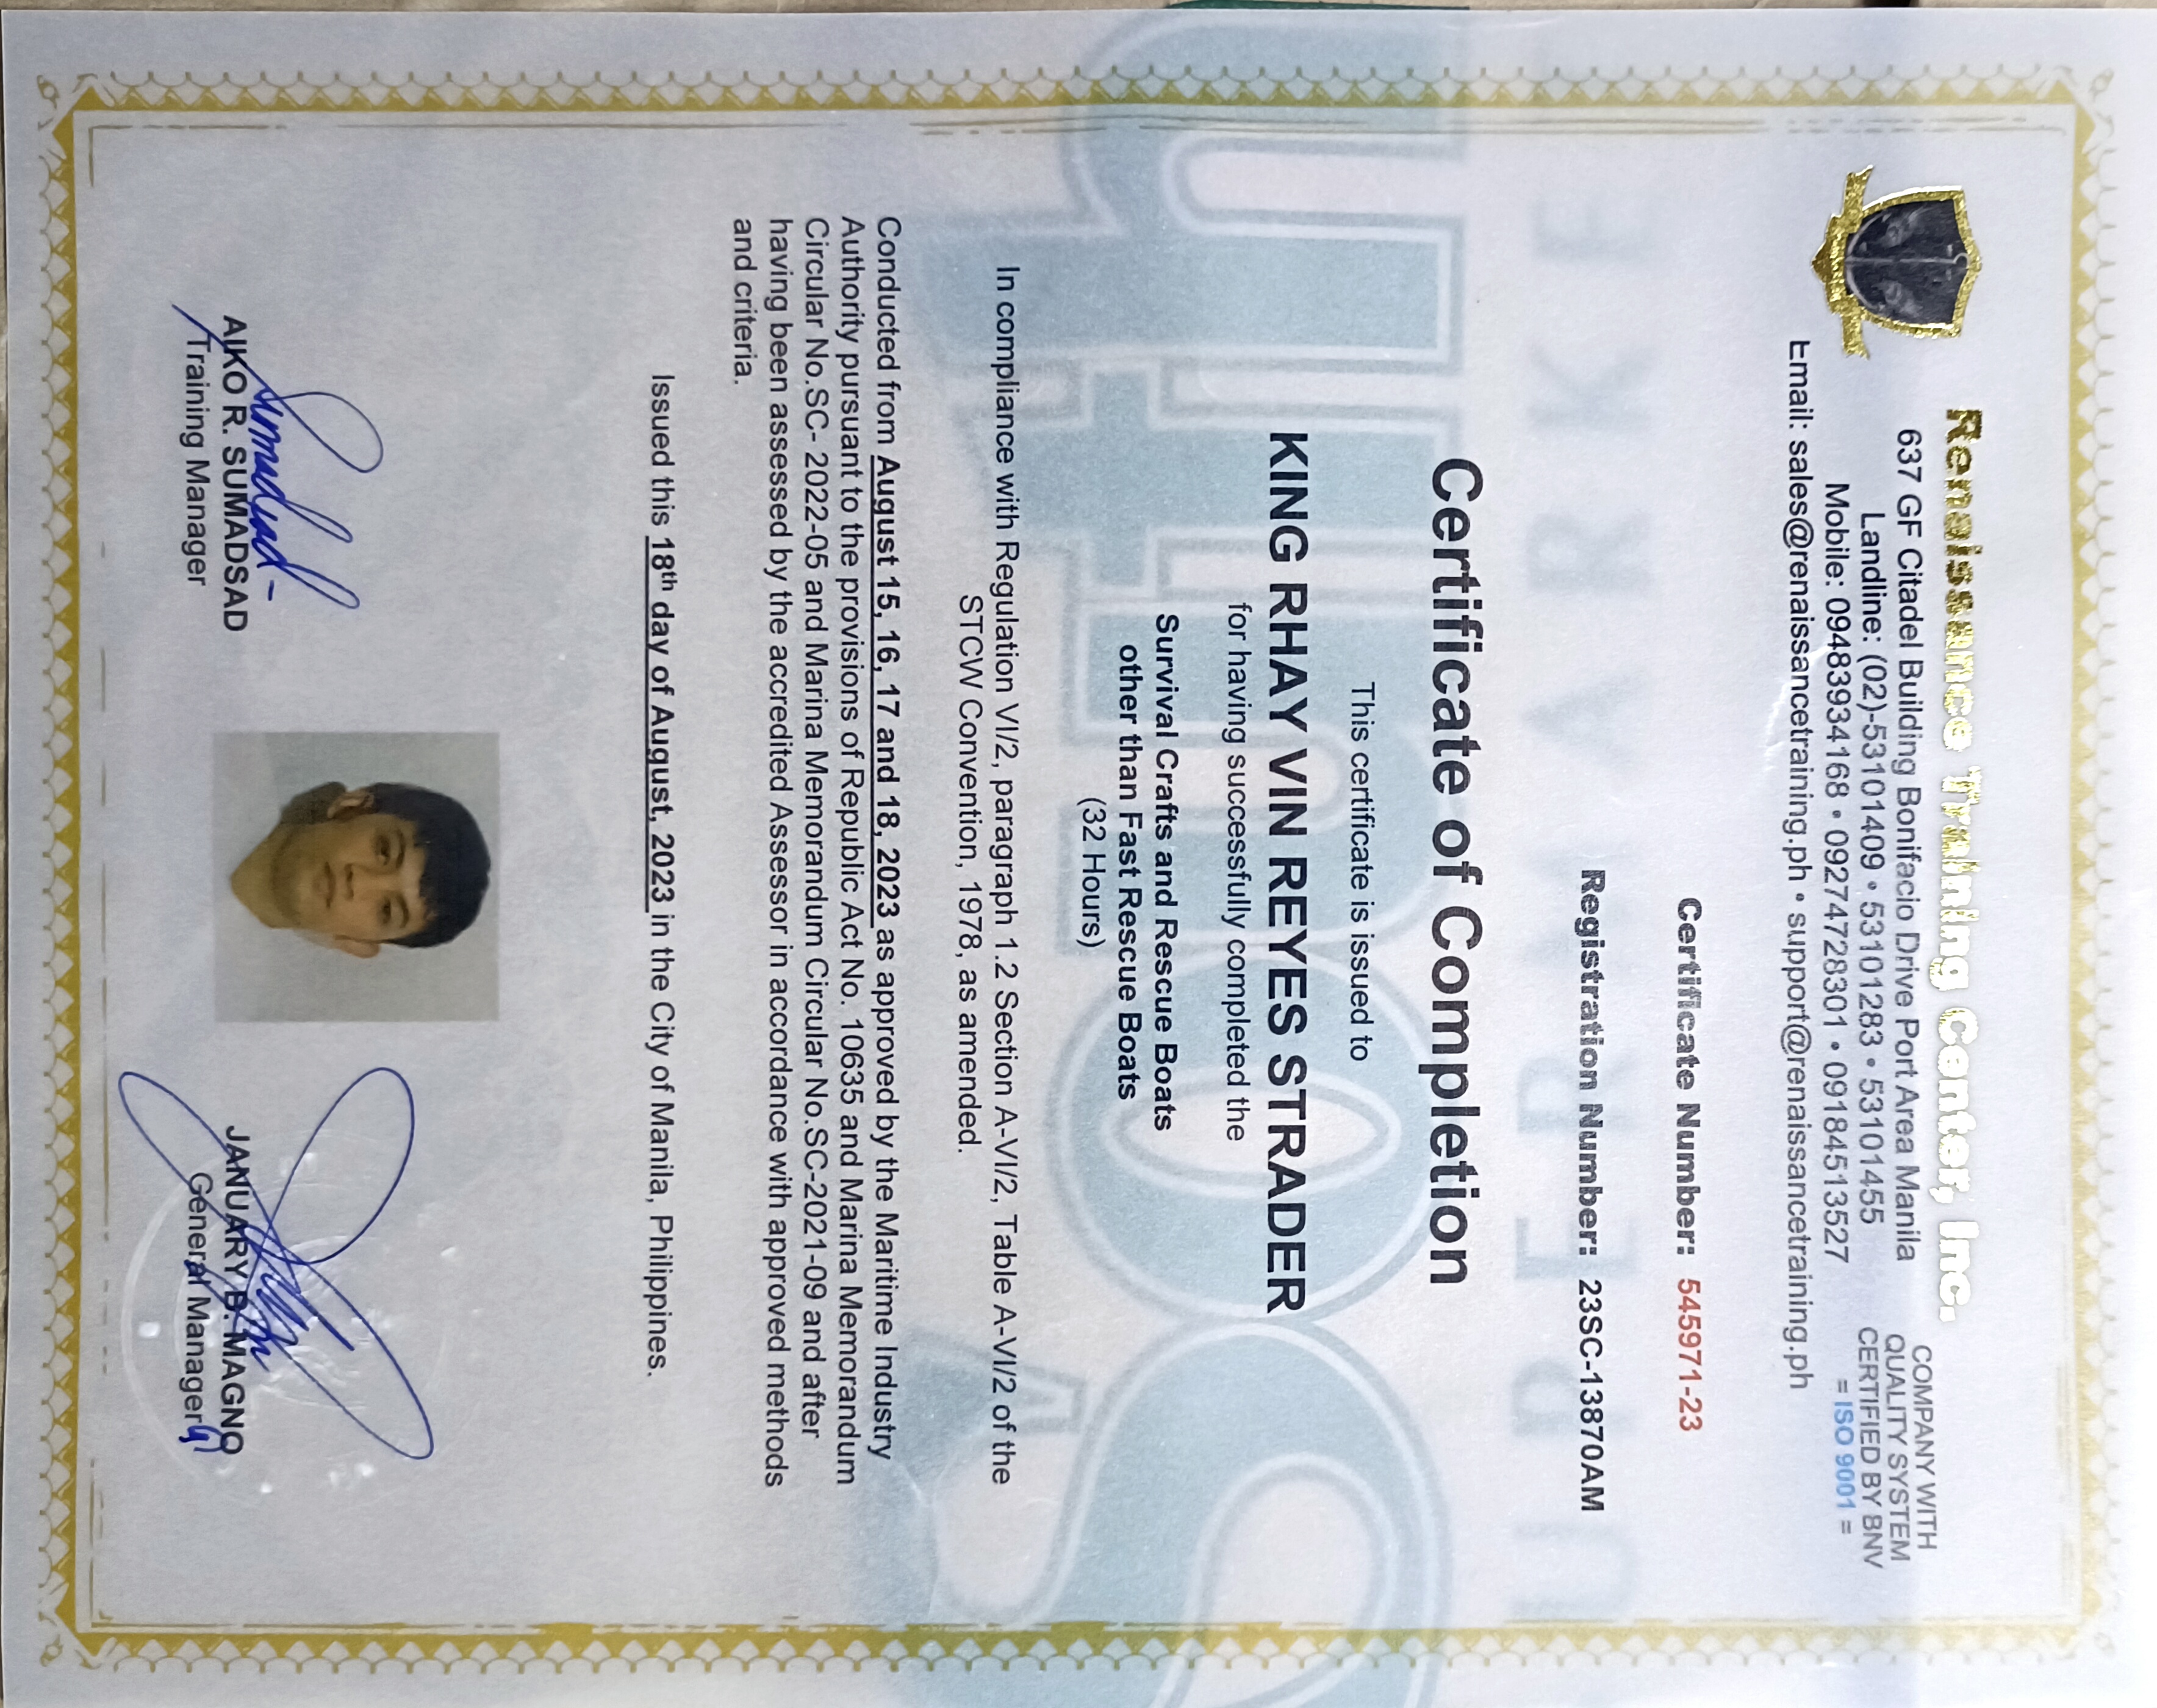 Renaissance Training Center, Inc.
637 GF Citadel Building Bonifacio Drive Port Area Manila
Landline: (02)-53101409 • 53101283 • 53101455
Mobile: 09483934168 • 09274728301 • 09184513527
Email: sales@renaissancetraining.ph • support@renaissancetraining.ph
COMPANY WITH
QUALITY SYSTEM
CERTIFIED BY BNV
= ISO 9001 =
Certificate Number: 545971-23
Registration Number: 23SC-13870AM
Certificate of Completion
This certificate is issued to
KING RHAY VIN REYES STRADER
for having successfully completed the
Survival Crafts and Rescue Boats
other than Fast Rescue Boats
(32 Hours)
In compliance with Regulation VI/2, paragraph 1.2 Section A-VI/2, Table A-VI/2 of the
STCW Convention, 1978, as amended.
Conducted from August 15, 16, 17 and 18, 2023 as approved by the Maritime Industry
Authority pursuant to the provisions of Republic Act No. 10635 and Marina Memorandum
Circular No.SC- 2022-05 and Marina Memorandum Circular No.SC-2021-09 and after
having been assessed by the accredited Assessor in accordance with approved methods
and criteria.
Issued this 18th day of August, 2023 in the City of Manila, Philippines.
AIKO R. SUMADSAD
Training Manager
JANUARY B. MAGNO
General Manager